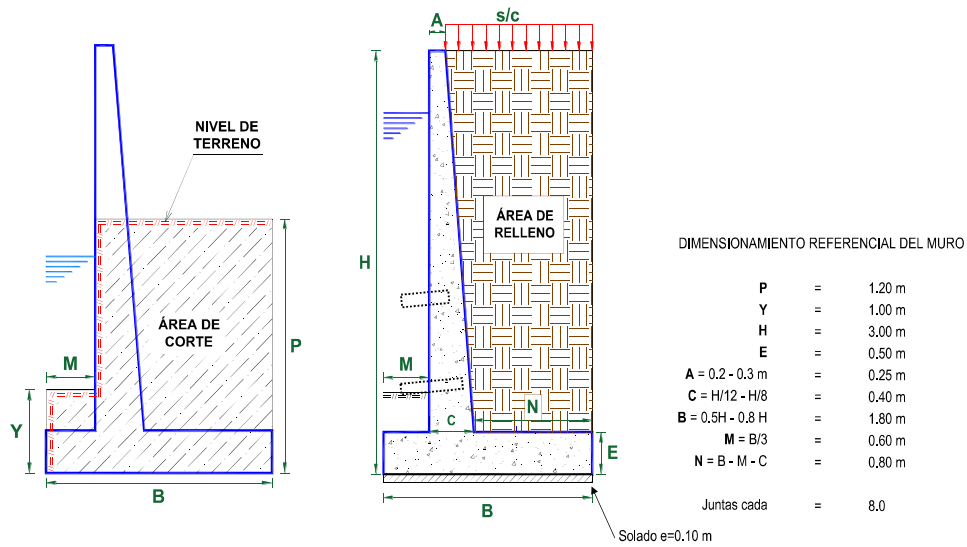 NIVEL DE
TERRENO
ÁREA DE
CORTE
M
Y
P
B
A
s/c
H
ÁREA DE
RELLENO
M
C
N
E
B
Solado e=0.10 m
DIMENSIONAMIENTO REFERENCIAL DEL MURO
P = 1.20 m
Y = 1.00 m
H = 3.00 m
E = 0.50 m
A = 0.2 - 0.3 m = 0.25 m
C = H/12 - H/8 = 0.40 m
B = 0.5H - 0.8 H = 1.80 m
M = B/3 = 0.60 m
N = B - M - C = 0.80 m
Juntas cada = 8.0